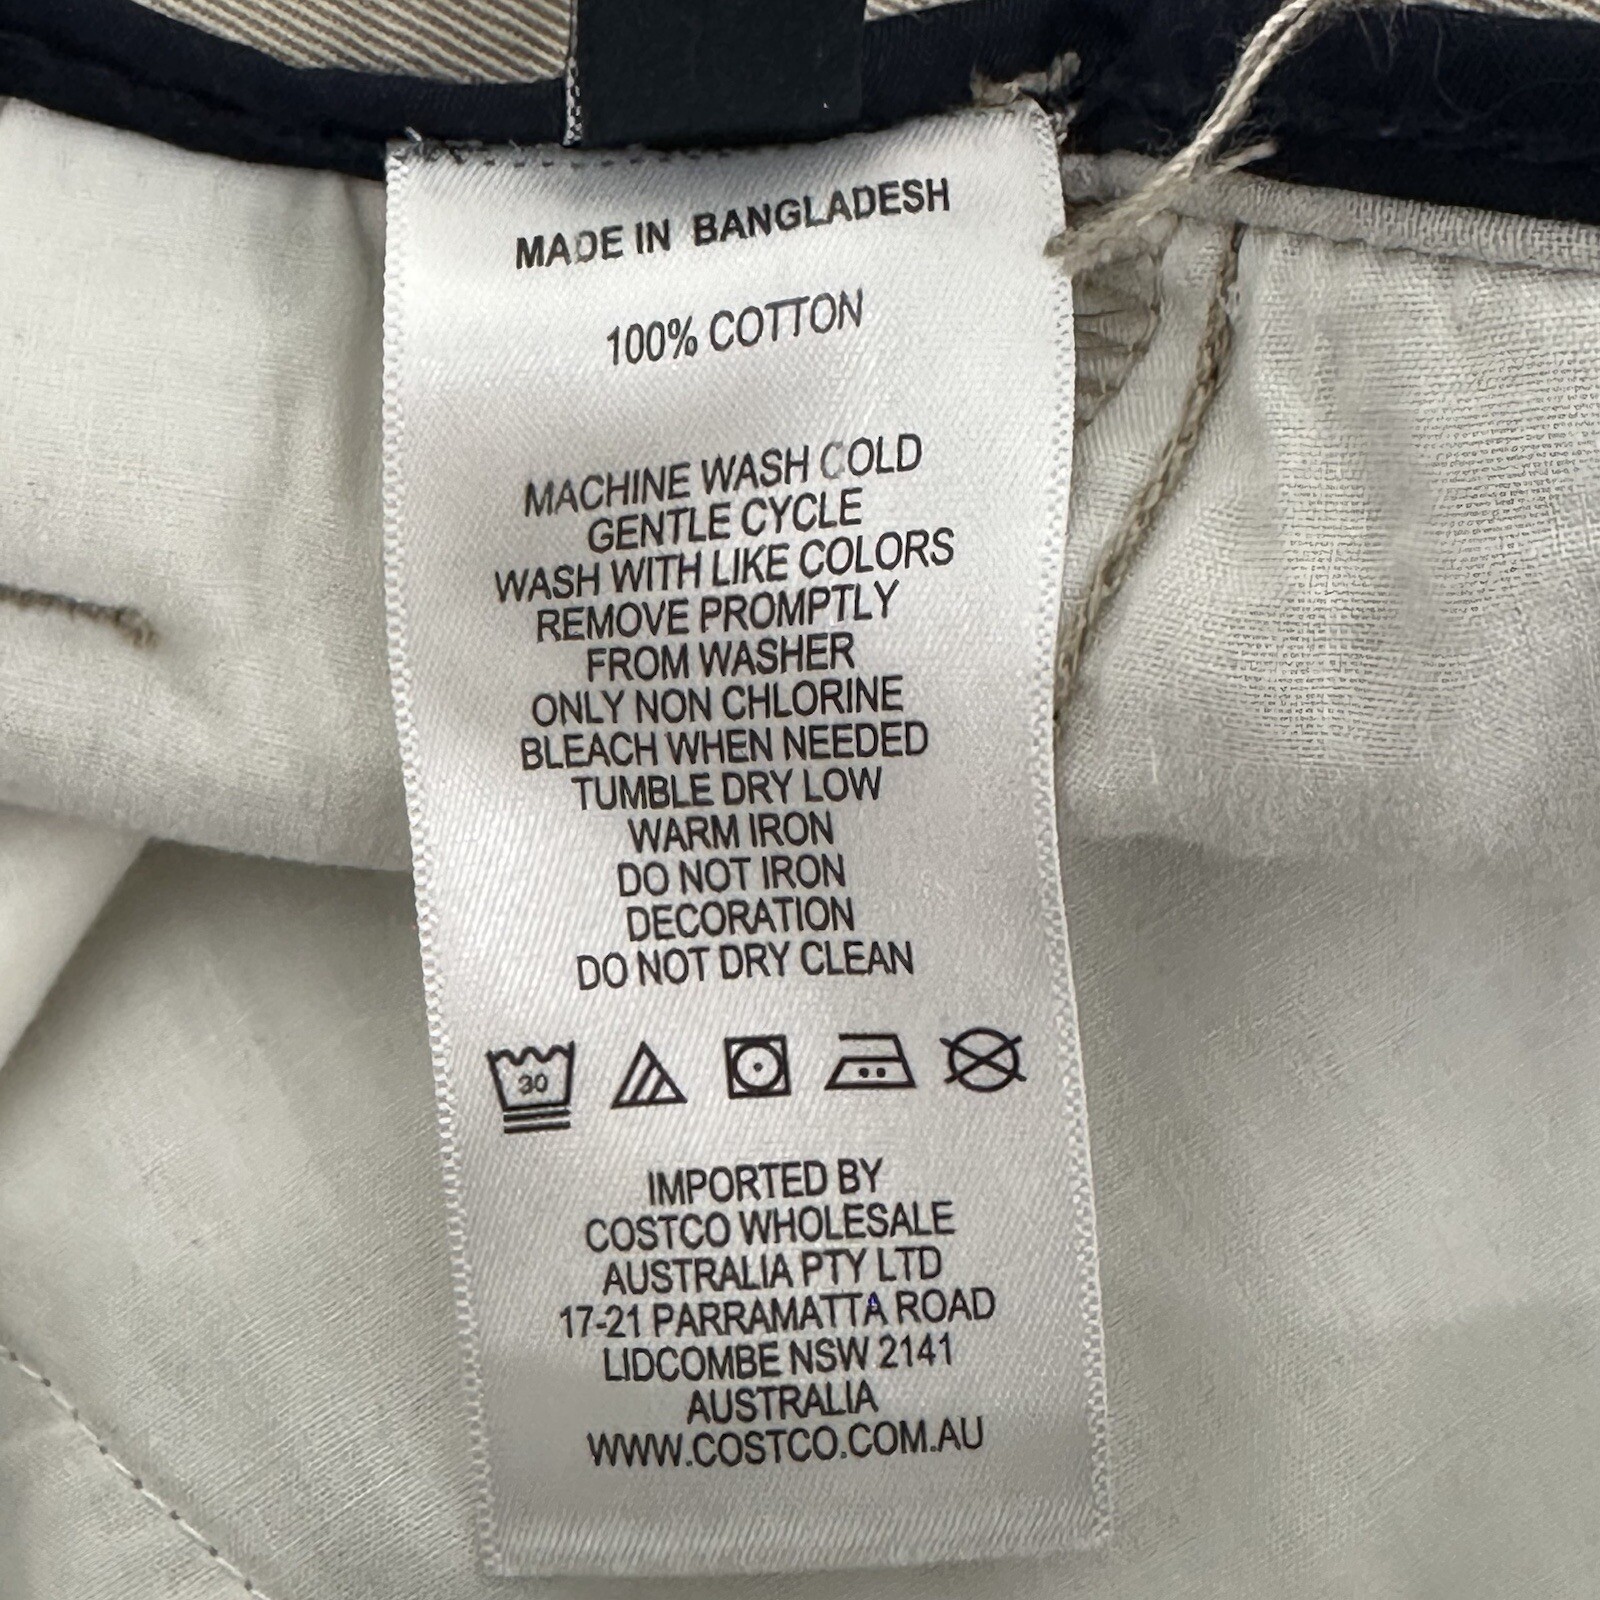 MADE IN BANGLADESH
100% COTTON
MACHINE WASH COLD
GENTLE CYCLE
WASH WITH LIKE COLORS
REMOVE PROMPTLY
FROM WASHER
ONLY NON CHLORINE
BLEACH WHEN NEEDED
TUMBLE DRY LOW
WARM IRON
DO NOT IRON
DECORATION
DO NOT DRY CLEAN
30
IMPORTED BY
COSTCO WHOLESALE
AUSTRALIA PTY LTD
17-21 PARRAMATTA ROAD
LIDCOMBE NSW 2141
AUSTRALIA
WWW.COSTCO.COM.AU